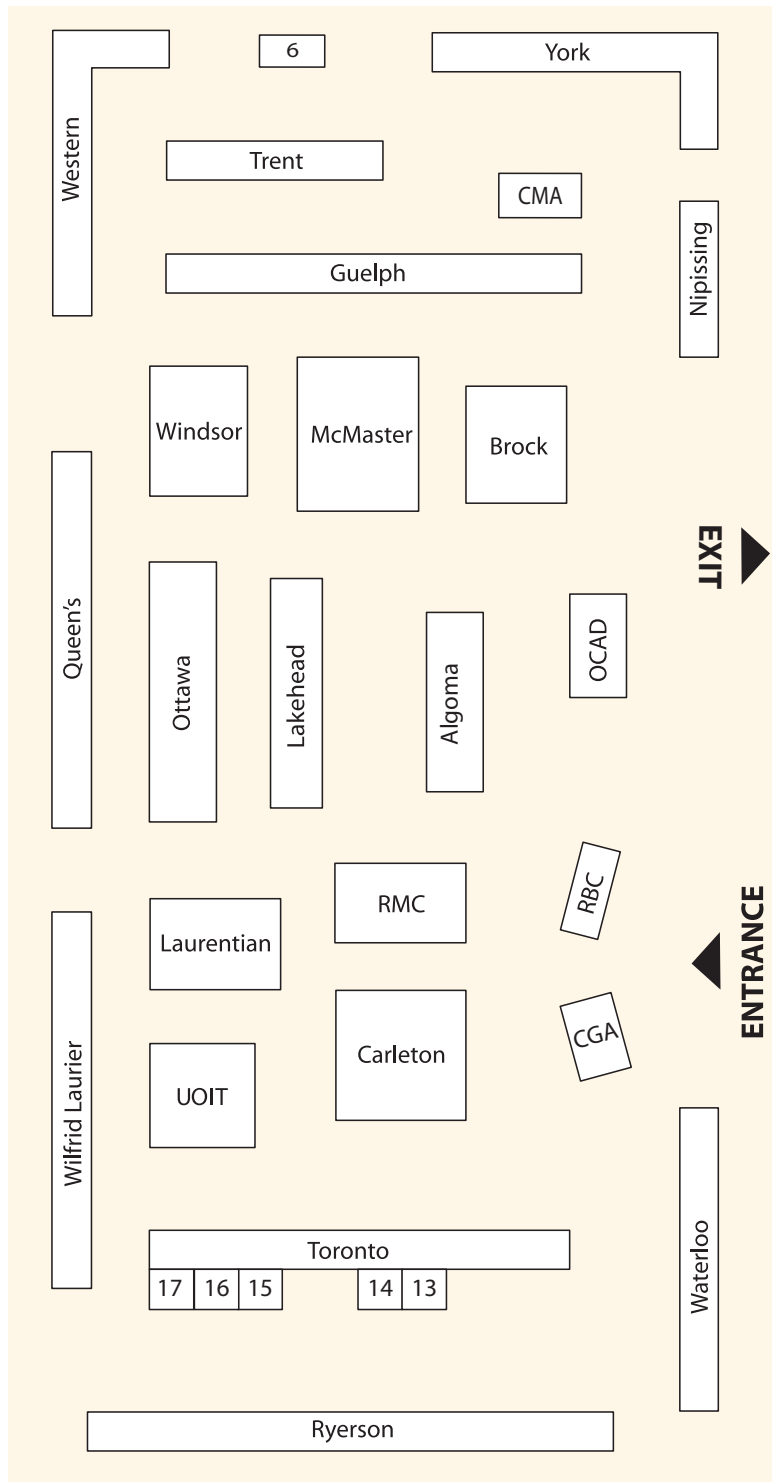 6
York
Western
Trent
CMA
Nipissing
Guelph
Windsor
McMaster
Brock
EXIT
Queen's
Ottawa
Lakehead
Algoma
OCAD
RBC
RMC
ENTRANCE
Laurentian
Carleton
CGA
UOIT
Wilfrid Laurier
Waterloo
Toronto
17
16
15
14
13
Ryerson